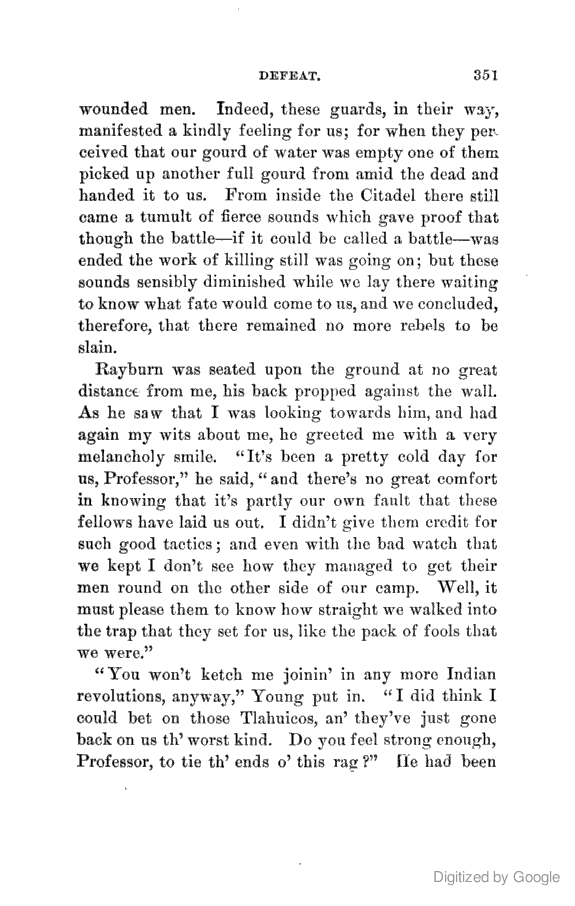 DEFEAT. 351
wounded men. Indeed, these guards, in their way,
manifested a kindly feeling for us; for when they per-
ceived that our gourd of water was empty one of them
picked up another full gourd from amid the dead and
handed it to us. From inside the Citadel there still
came a tumult of fierce sounds which gave proof that
though the battle—if it could be called a battle—was
ended the work of killing still was going on; but these
sounds sensibly diminished while we lay there waiting
to know what fate would come to us, and we concluded,
therefore, that there remained no more rebels to be
slain.
Rayburn was seated upon the ground at no great
distance from me, his back propped against the wall.
As he saw that I was looking towards him, and had
again my wits about me, he greeted me with a very
melancholy smile. “It’s been a pretty cold day for
us, Professor,” he said, “and there’s no great comfort
in knowing that it’s partly our own fault that these
fellows have laid us out. I didn’t give them credit for
such good tactics; and even with the bad watch that
we kept I don’t see how they managed to get their
men round on the other side of our camp. Well, it
must please them to know how straight we walked into
the trap that they set for us, like the pack of fools that
we were.”
“You won’t ketch me joinin’ in any more Indian
revolutions, anyway,” Young put in. “I did think I
could bet on those Tlahuicos, an’ they’ve just gone
back on us th’ worst kind. Do you feel strong enough,
Professor, to tie th’ ends o’ this rag?” He had been
Digitized by Google